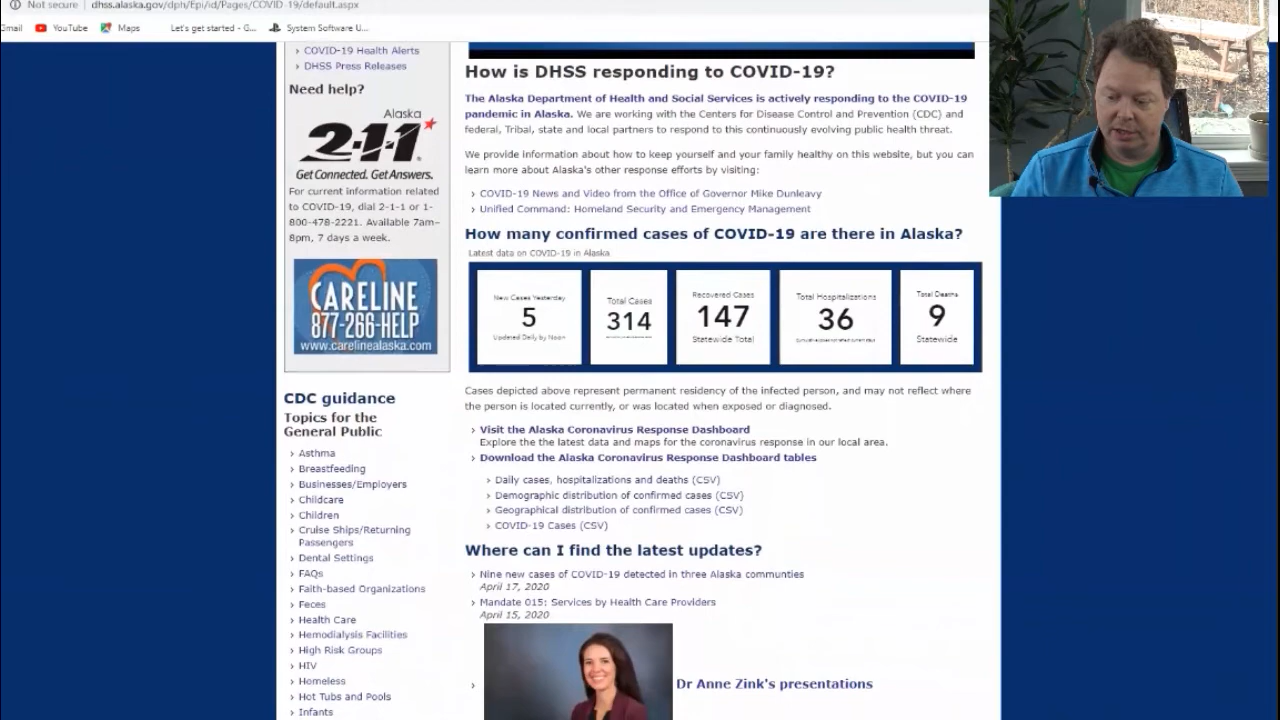 Not secure
dhss.alaska.gov/dph/Epi/id/Pages/COVID-19/default.aspx
Gmail
YouTube
Maps
Let's get started - G...
System Software U...
COVID-19 Health Alerts
DHSS Press Releases
Need help?
Alaska
2-1-1
Get Connected. Get Answers.
For current information related
to COVID-19, dial 2-1-1 or 1-
800-478-2221. Available 7am–
8pm, 7 days a week.
CARELINE
877-266-HELP
www.carelinealaska.com
CDC guidance
Topics for the
General Public
Asthma
Breastfeeding
Businesses/Employers
Childcare
Children
Cruise Ships/Returning
Passengers
Dental Settings
FAQs
Faith-based Organizations
Feces
Health Care
Hemodialysis Facilities
High Risk Groups
HIV
Homeless
Hot Tubs and Pools
Infants
How is DHSS responding to COVID-19?
The Alaska Department of Health and Social Services is actively responding to the COVID-19
pandemic in Alaska. We are working with the Centers for Disease Control and Prevention (CDC) and
federal, Tribal, state and local partners to respond to this continuously evolving public health threat.
We provide information about how to keep yourself and your family healthy on this website, but you can
learn more about Alaska's other response efforts by visiting:
COVID-19 News and Video from the Office of Governor Mike Dunleavy
Unified Command: Homeland Security and Emergency Management
How many confirmed cases of COVID-19 are there in Alaska?
Latest data on COVID-19 in Alaska
New Cases Yesterday
5
Updated Daily by Noon
Total Cases
314
Recovered Cases
147
Statewide Total
Total Hospitalizations
36
Total Deaths
9
Statewide
Cases depicted above represent permanent residency of the infected person, and may not reflect where
the person is located currently, or was located when exposed or diagnosed.
Visit the Alaska Coronavirus Response Dashboard
Explore the the latest data and maps for the coronavirus response in our local area.
Download the Alaska Coronavirus Response Dashboard tables
Daily cases, hospitalizations and deaths (CSV)
Demographic distribution of confirmed cases (CSV)
Geographical distribution of confirmed cases (CSV)
COVID-19 Cases (CSV)
Where can I find the latest updates?
Nine new cases of COVID-19 detected in three Alaska communties
April 17, 2020
Mandate 015: Services by Health Care Providers
April 15, 2020
Dr Anne Zink's presentations